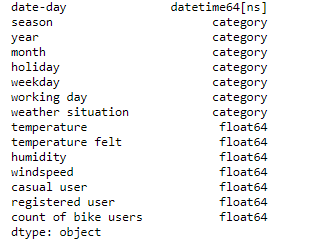 date-day datetime64[ns]
season category
year category
month category
holiday category
weekday category
working day category
weather situation category
temperature float64
temperature felt float64
humidity float64
windspeed float64
casual user float64
registered user float64
count of bike users float64
dtype: object